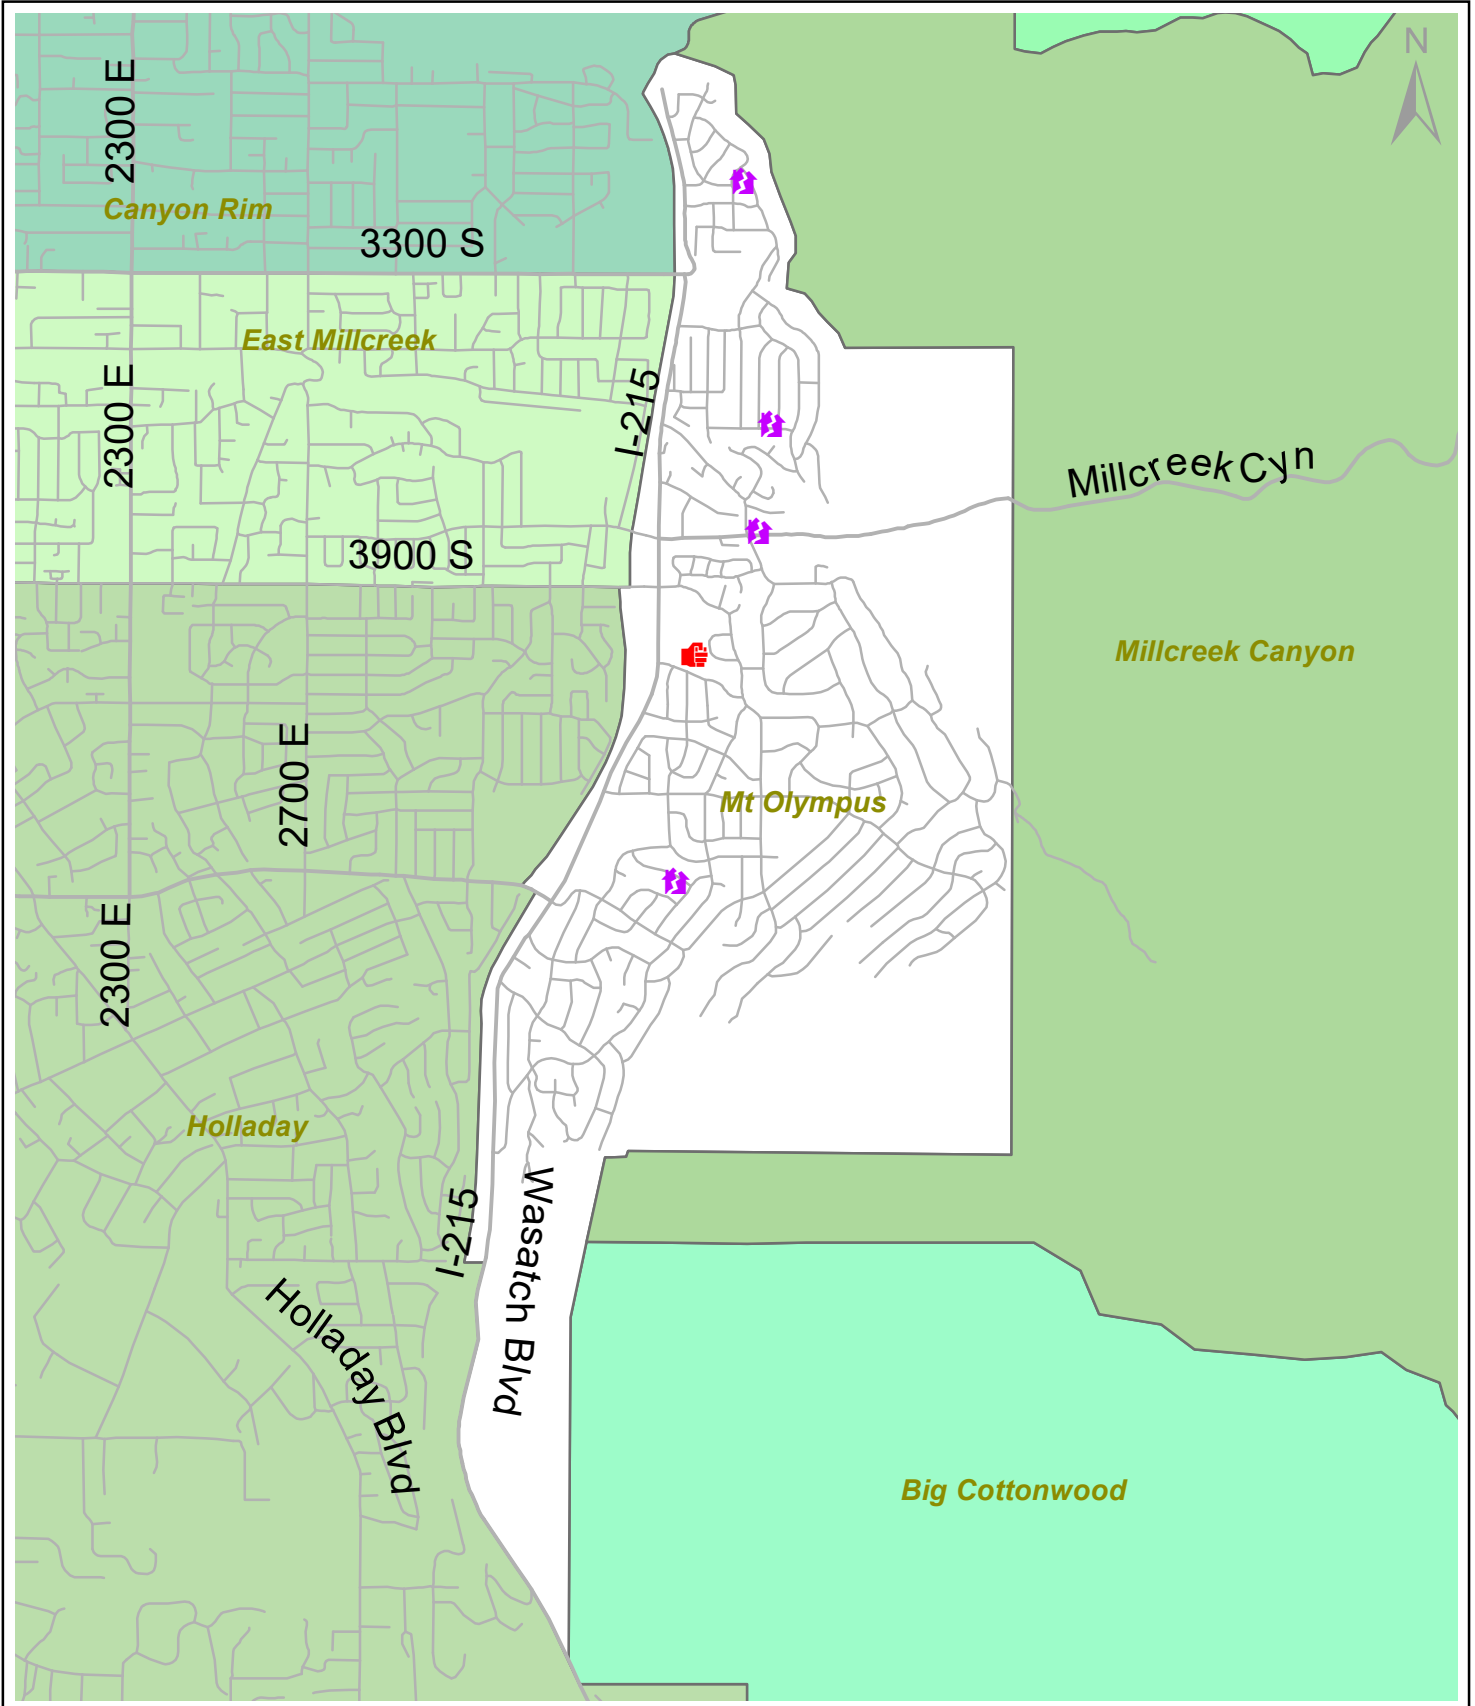 N
2300 E
Canyon Rim
3300 S
East Millcreek
2300 E
I-215
Millcreek Cyn
3900 S
Millcreek Canyon
2700 E
Mt Olympus
2300 E
Holladay
I-215
Wasatch Blvd
Holladay Blvd
Big Cottonwood